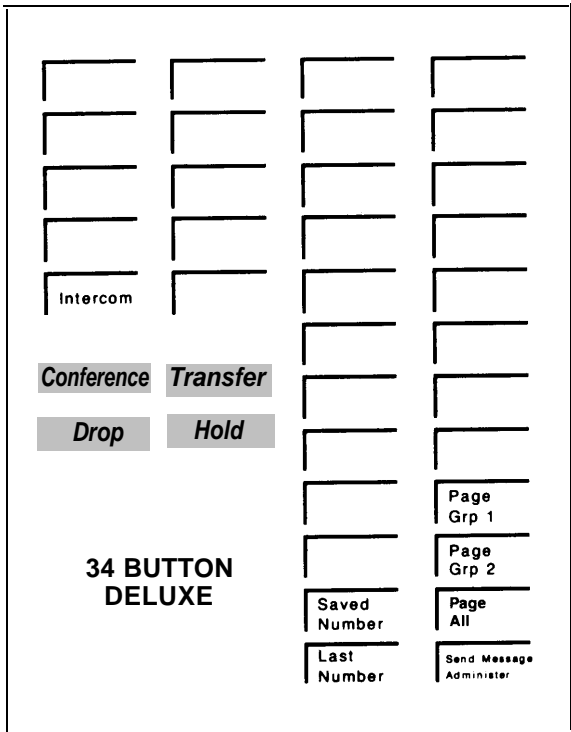 Intercom
Conference Transfer
Drop Hold
34 BUTTON
DELUXE
Page
Grp 1
Page
Grp 2
Saved
Number
Page
All
Last
Number
Send Message
Administer